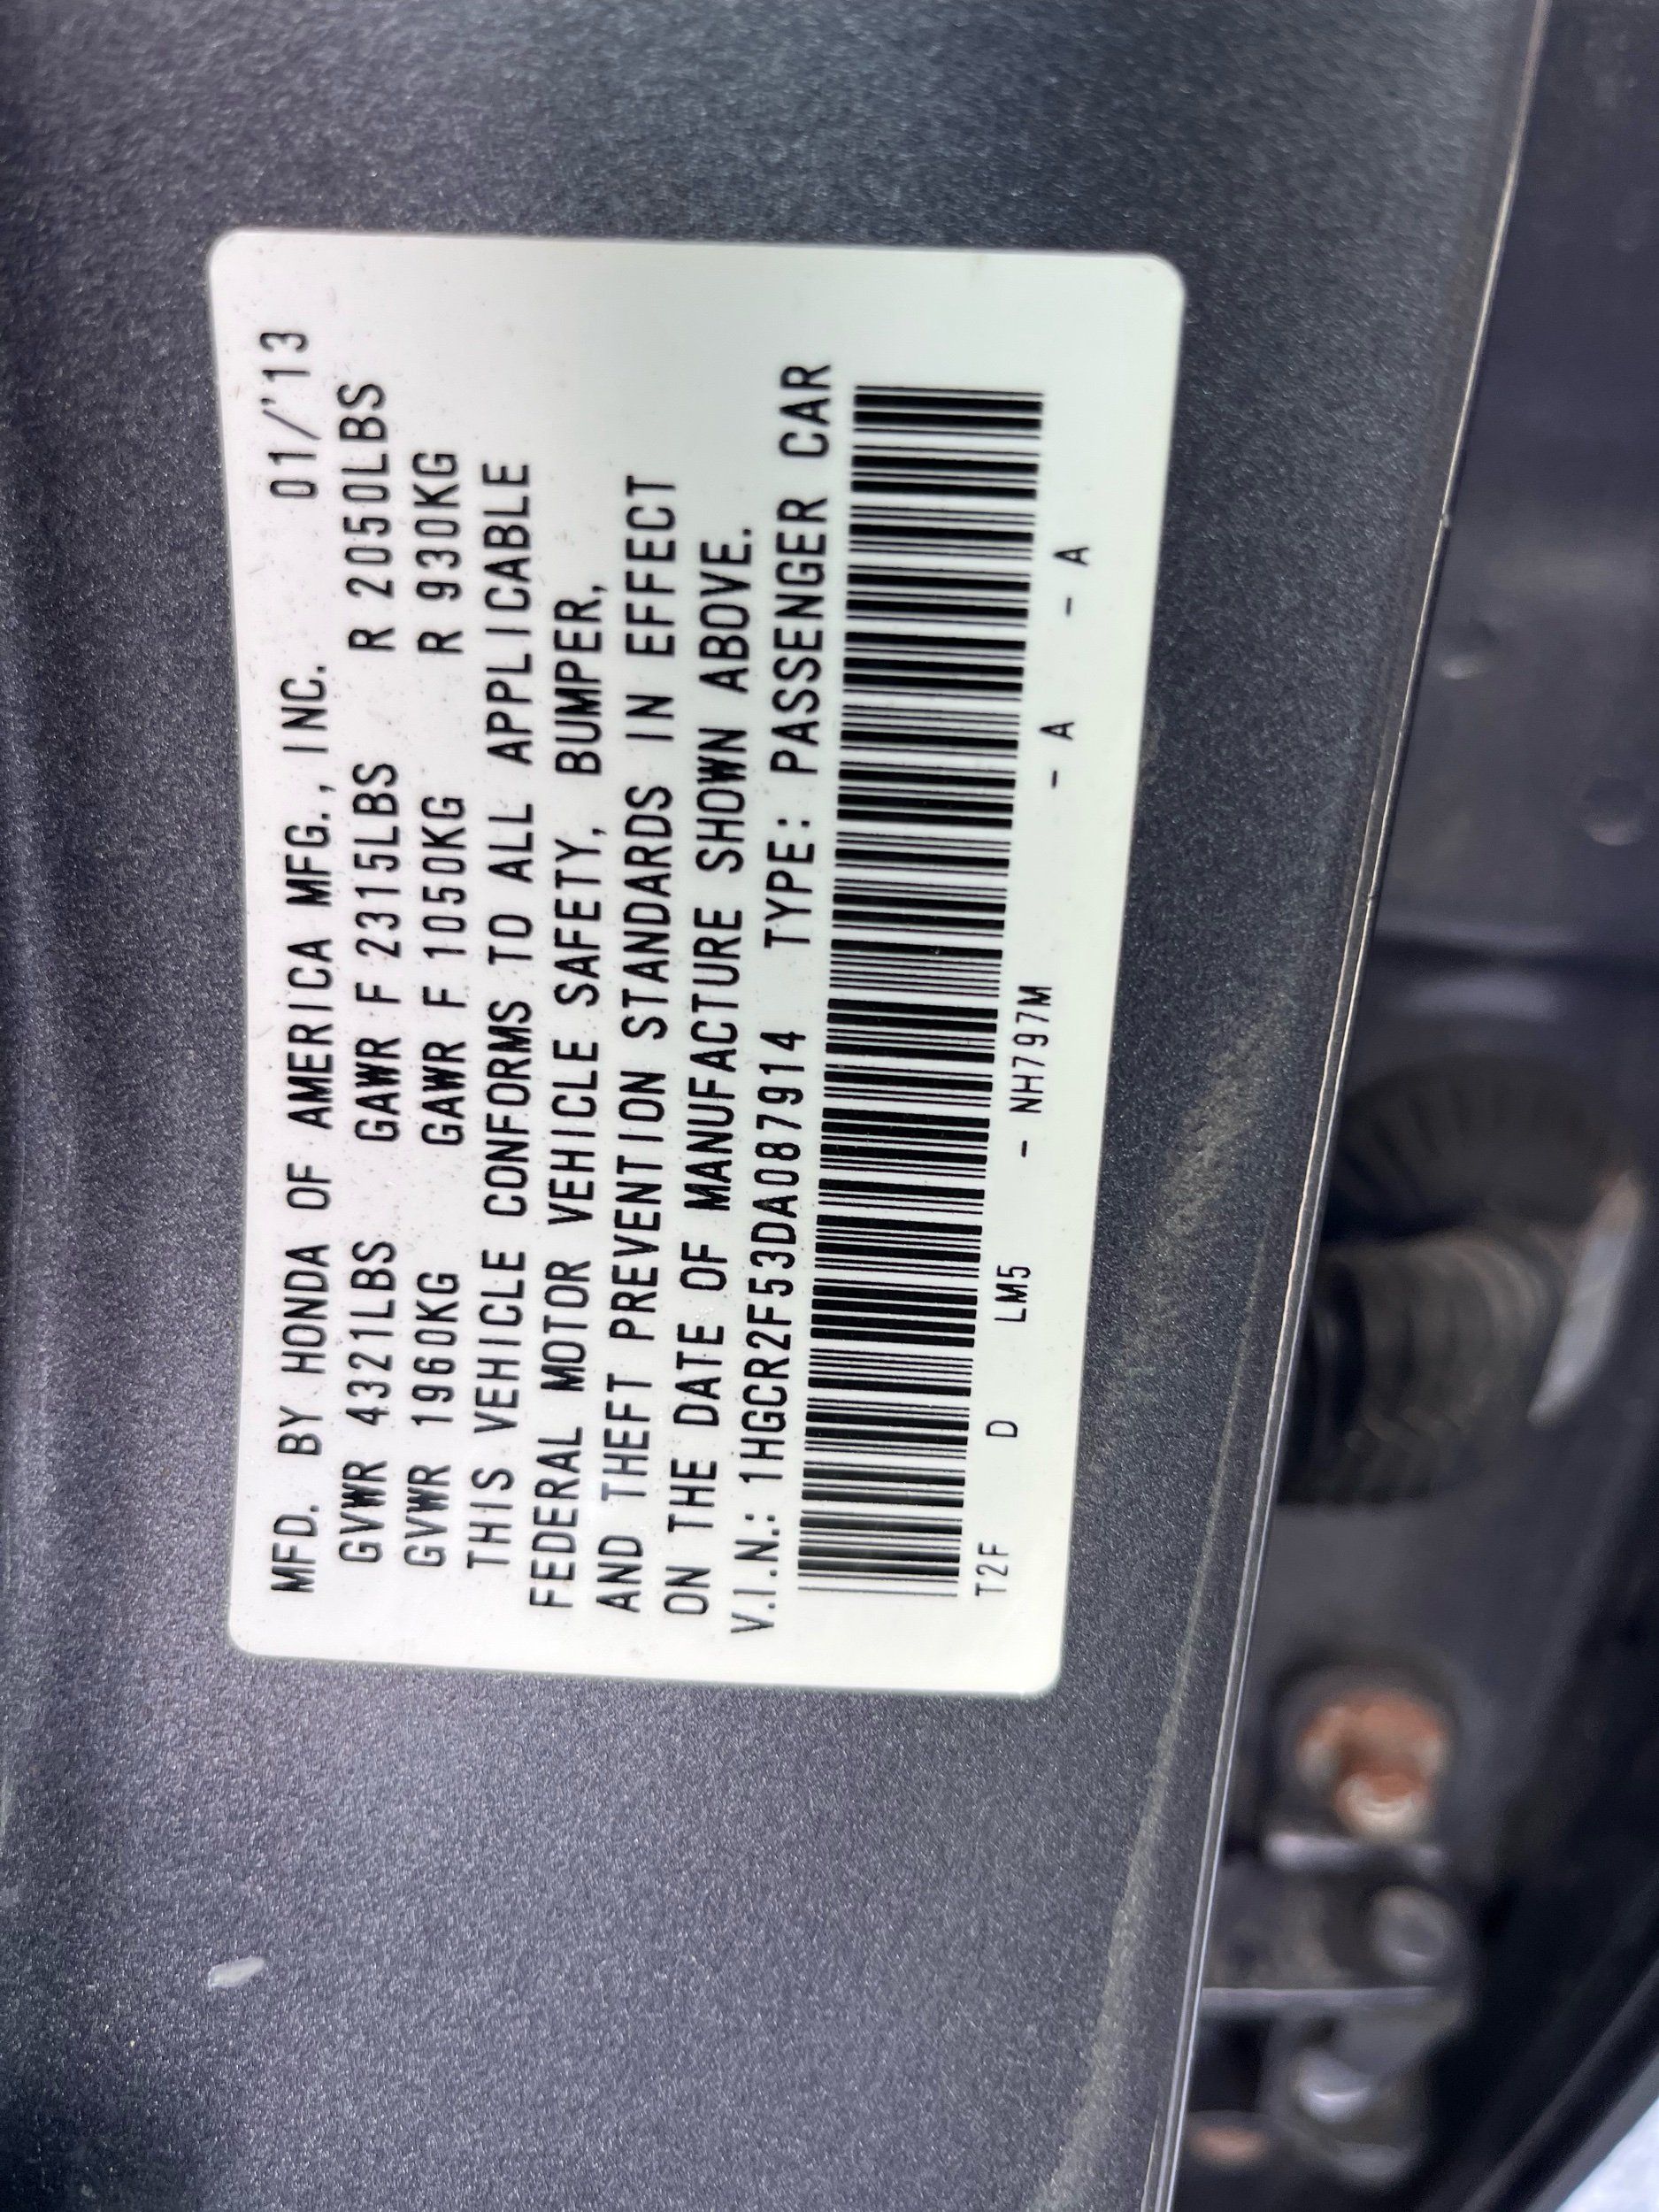 MFD. BY HONDA OF AMERICA MFG., INC. 01/'13
GVWR 4321LBS GAWR F 2315LBS R 2050LBS
GVWR 1960KG GAWR F 1050KG R 930KG
THIS VEHICLE CONFORMS TO ALL APPLICABLE
FEDERAL MOTOR VEHICLE SAFETY, BUMPER,
AND THEFT PREVENTION STANDARDS IN EFFECT
ON THE DATE OF MANUFACTURE SHOWN ABOVE.
V.I.N.: 1HGCR2F53DA087914 TYPE: PASSENGER CAR
T2F D LM5 - NH797M - A - A